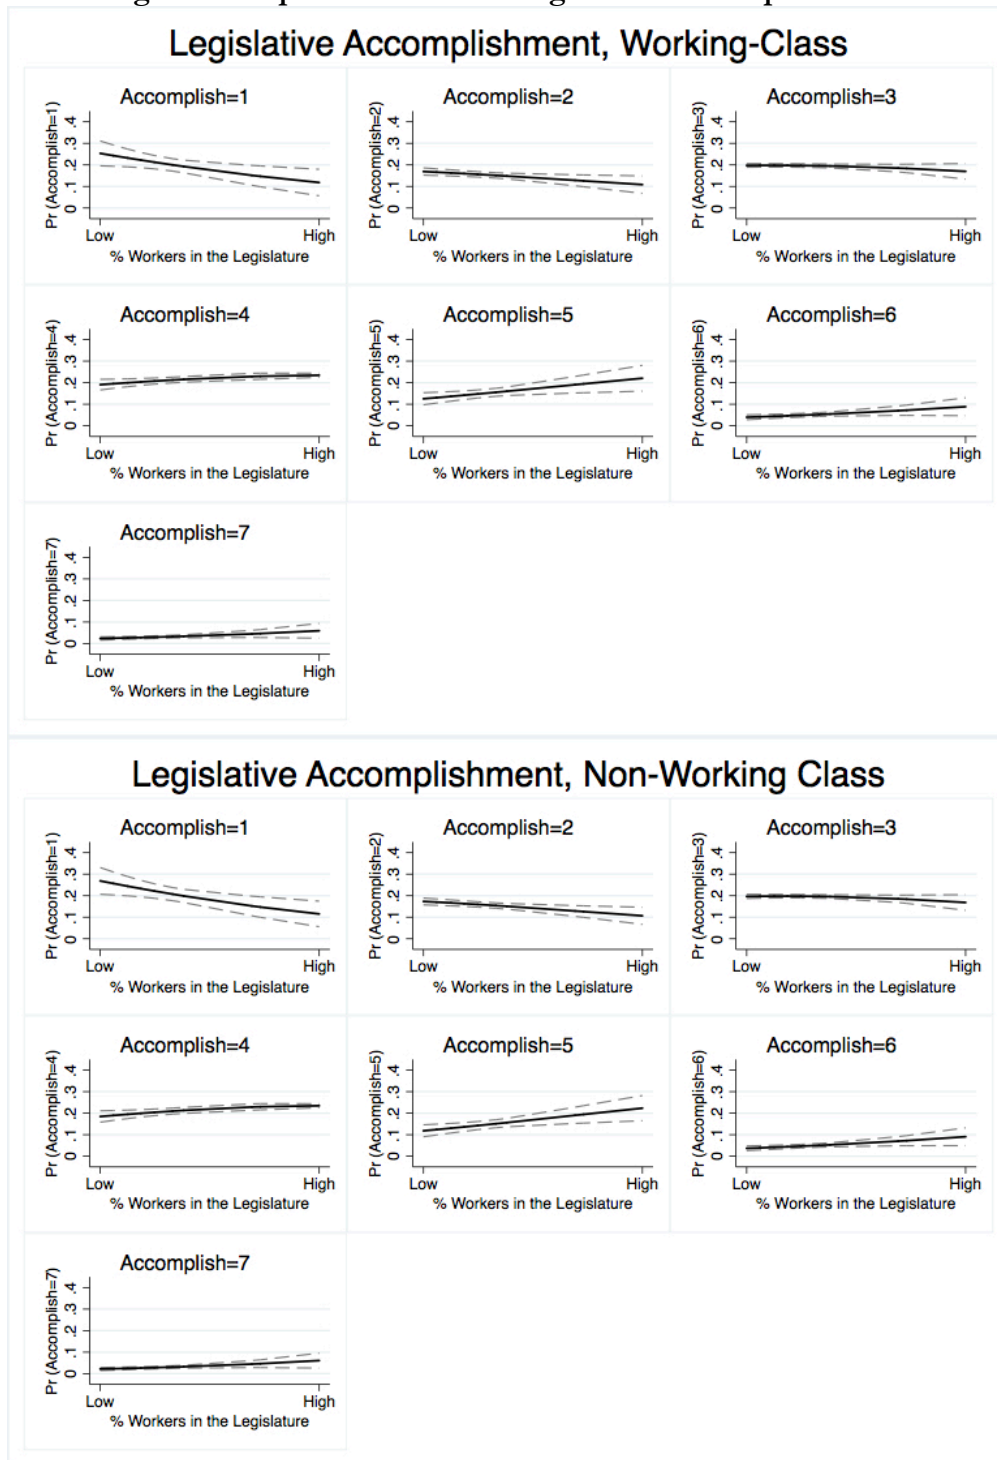 Legislative Accomplishment, Working-Class
Accomplish=1
Pr (Accomplish=1)
0 .1 .2 .3 .4
Low High
% Workers in the Legislature
Accomplish=2
Pr (Accomplish=2)
0 .1 .2 .3 .4
Low High
% Workers in the Legislature
Accomplish=3
Pr (Accomplish=3)
0 .1 .2 .3 .4
Low High
% Workers in the Legislature
Accomplish=4
Pr (Accomplish=4)
0 .1 .2 .3 .4
Low High
% Workers in the Legislature
Accomplish=5
Pr (Accomplish=5)
0 .1 .2 .3 .4
Low High
% Workers in the Legislature
Accomplish=6
Pr (Accomplish=6)
0 .1 .2 .3 .4
Low High
% Workers in the Legislature
Accomplish=7
Pr (Accomplish=7)
0 .1 .2 .3 .4
Low High
% Workers in the Legislature
Legislative Accomplishment, Non-Working Class
Accomplish=1
Pr (Accomplish=1)
0 .1 .2 .3 .4
Low High
% Workers in the Legislature
Accomplish=2
Pr (Accomplish=2)
0 .1 .2 .3 .4
Low High
% Workers in the Legislature
Accomplish=3
Pr (Accomplish=3)
0 .1 .2 .3 .4
Low High
% Workers in the Legislature
Accomplish=4
Pr (Accomplish=4)
0 .1 .2 .3 .4
Low High
% Workers in the Legislature
Accomplish=5
Pr (Accomplish=5)
0 .1 .2 .3 .4
Low High
% Workers in the Legislature
Accomplish=6
Pr (Accomplish=6)
0 .1 .2 .3 .4
Low High
% Workers in the Legislature
Accomplish=7
Pr (Accomplish=7)
0 .1 .2 .3 .4
Low High
% Workers in the Legislature